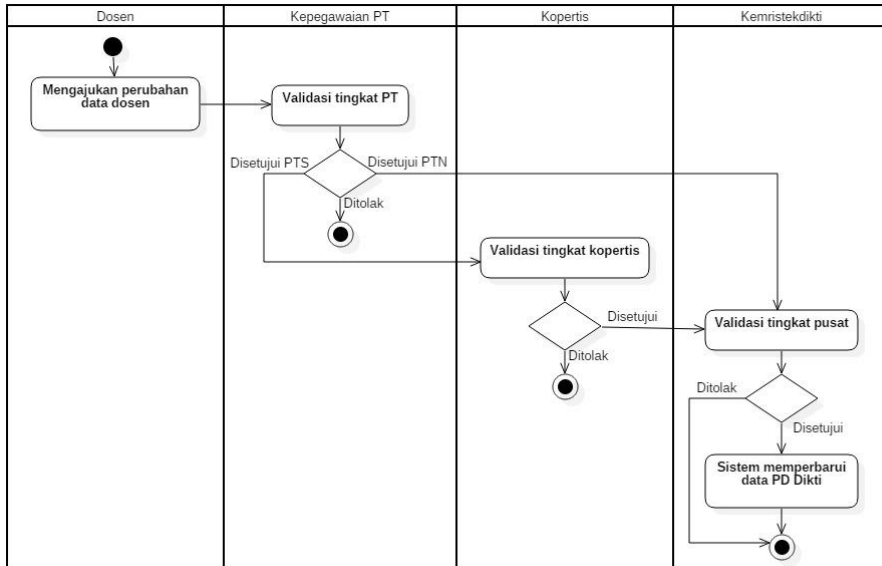 Dosen
Kepegawaian PT
Kopertis
Kemristekdikti
Mengajukan perubahan
data dosen
Validasi tingkat PT
Disetujui PTS
Disetujui PTN
Ditolak
Validasi tingkat kopertis
Disetujui
Ditolak
Validasi tingkat pusat
Ditolak
Disetujui
Sistem memperbarui
data PD Dikti